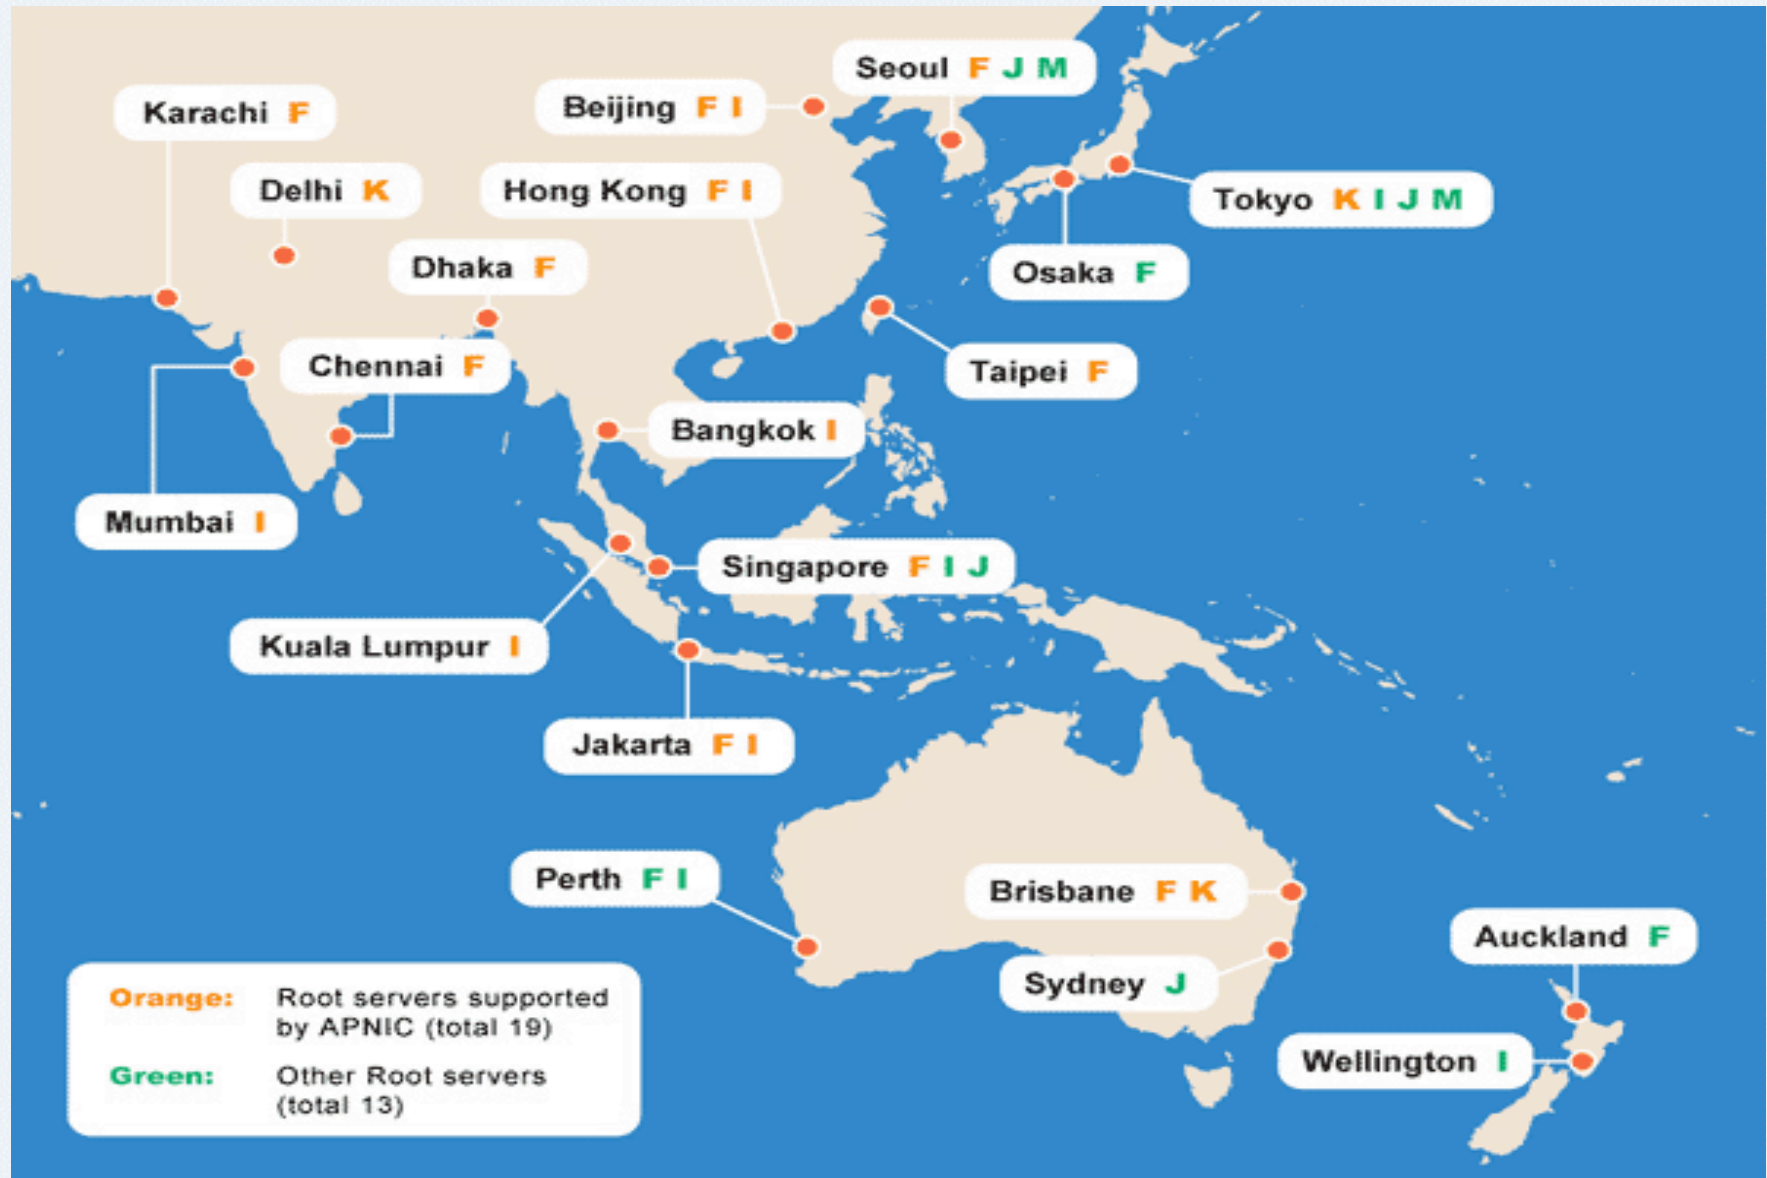 Seoul F J M
Karachi F
Beijing F I
Delhi K
Hong Kong F I
Tokyo K I J M
Dhaka F
Osaka F
Chennai F
Taipei F
Bangkok I
Mumbai I
Singapore F I J
Kuala Lumpur I
Jakarta F I
Perth F I
Brisbane F K
Auckland F
Sydney J
Wellington I
Orange: Root servers supported
by APNIC (total 19)
Green: Other Root servers
(total 13)